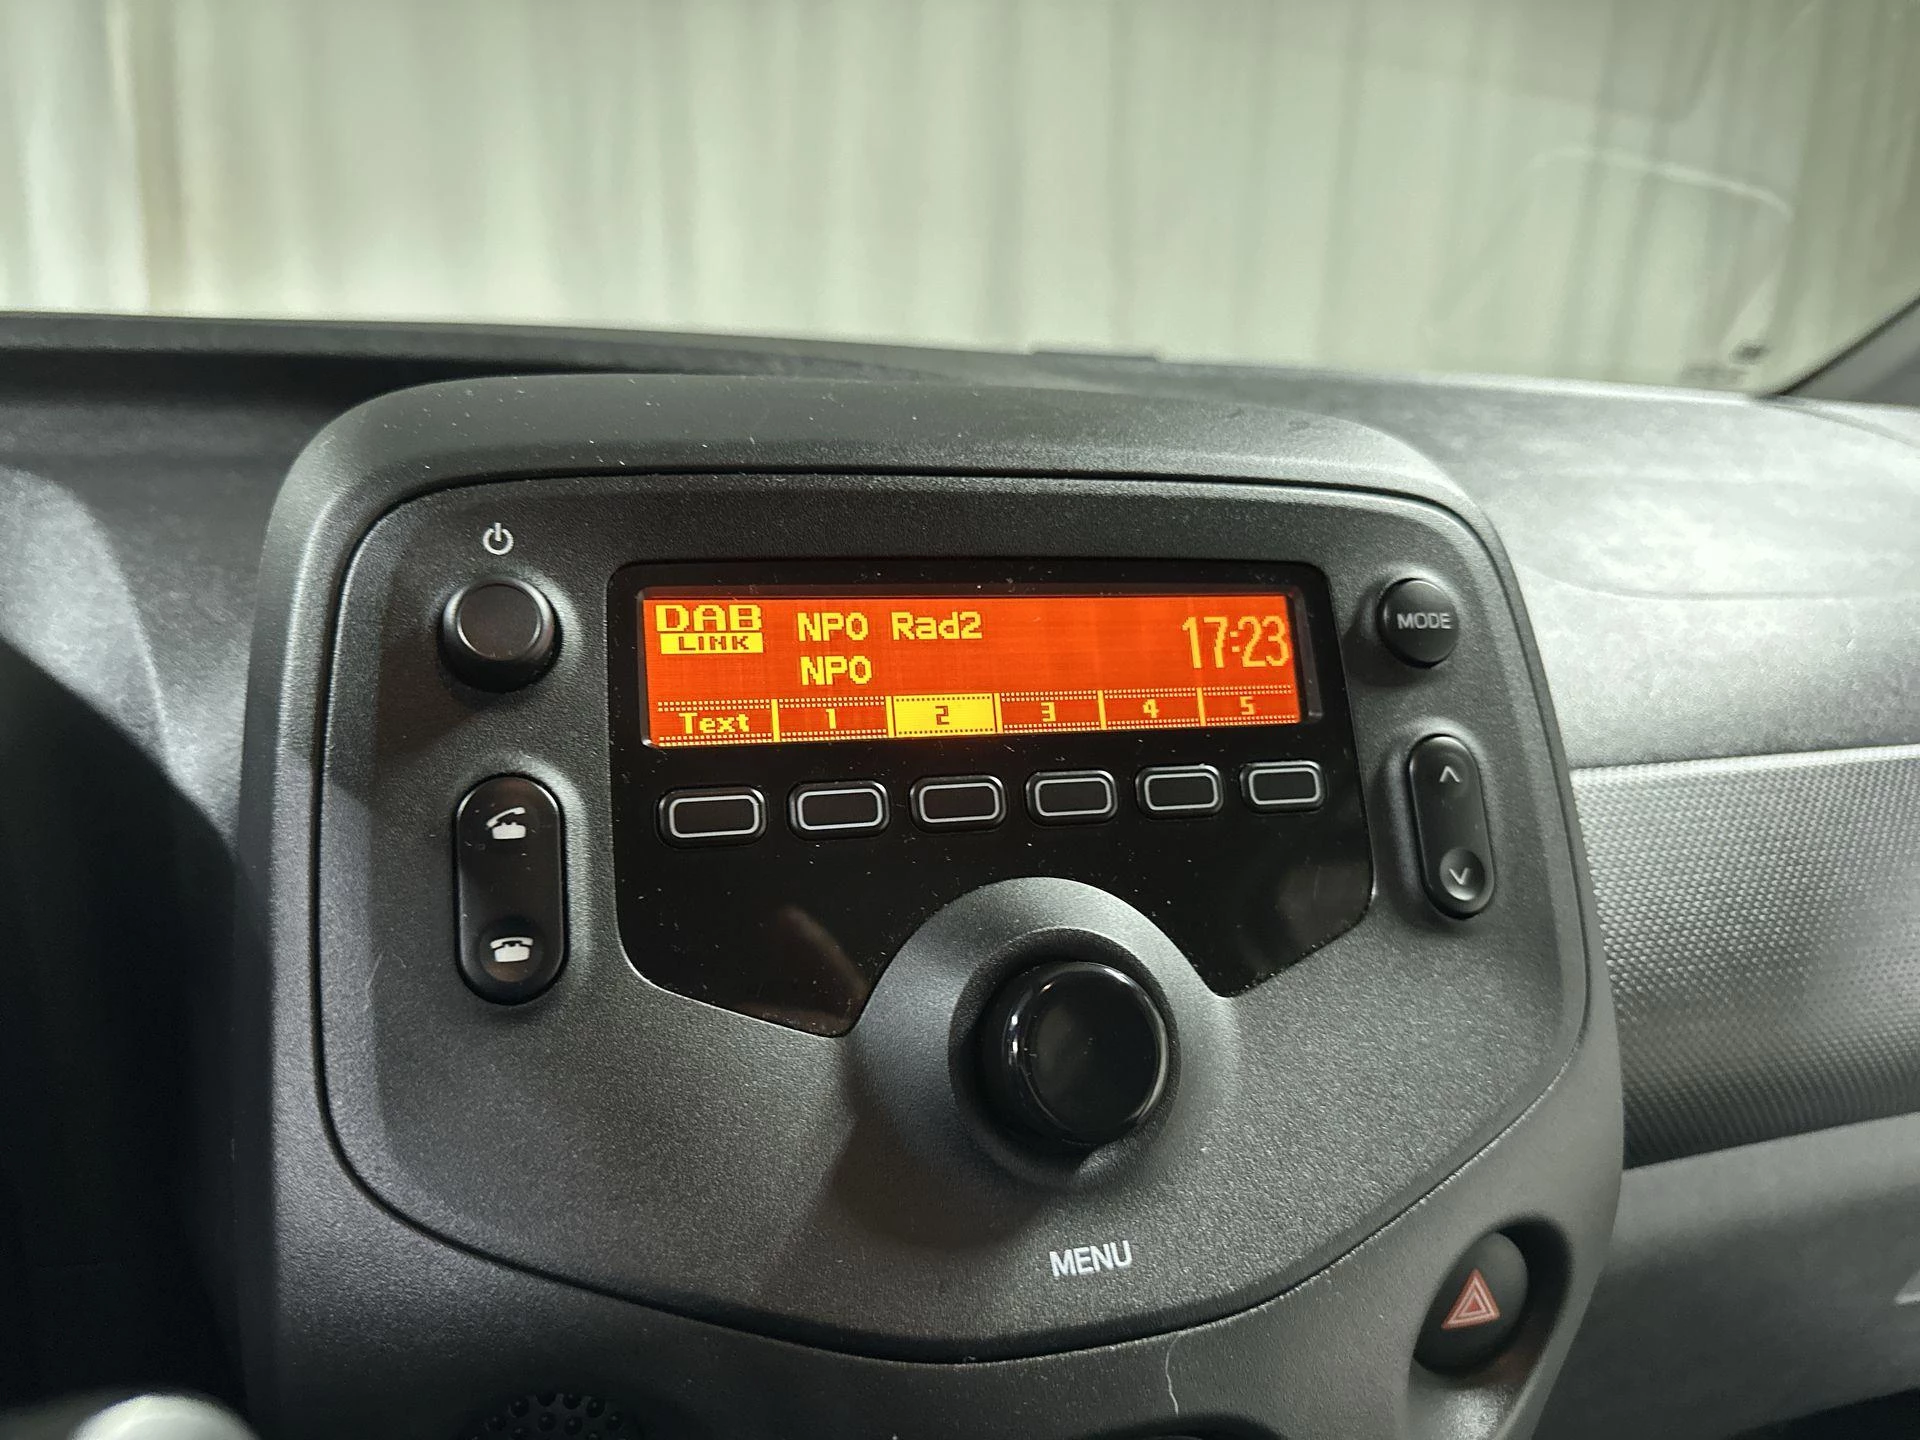 DAB
LINK
NPO Rad2
NPO
17:23
Text 1 2 3 4 5
MODE
MENU